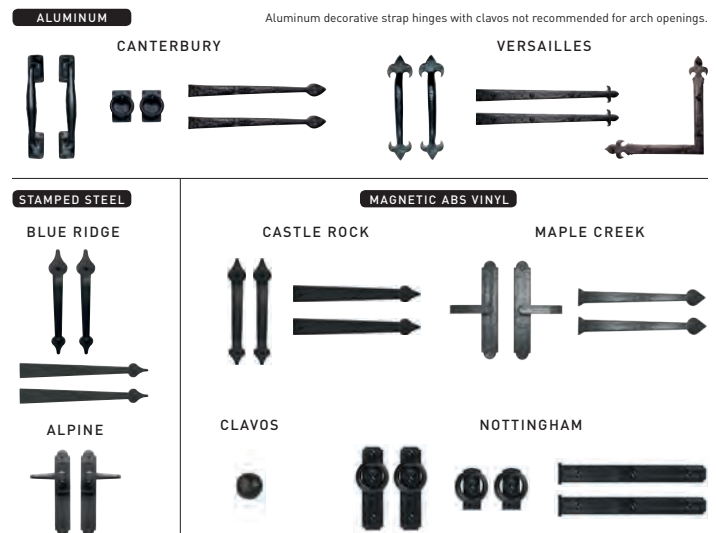 ALUMINUM
Aluminum decorative strap hinges with clavos not recommended for arch openings.
CANTERBURY
VERSAILLES
STAMPED STEEL
MAGNETIC ABS VINYL
BLUE RIDGE
CASTLE ROCK
MAPLE CREEK
ALPINE
CLAVOS
NOTTINGHAM